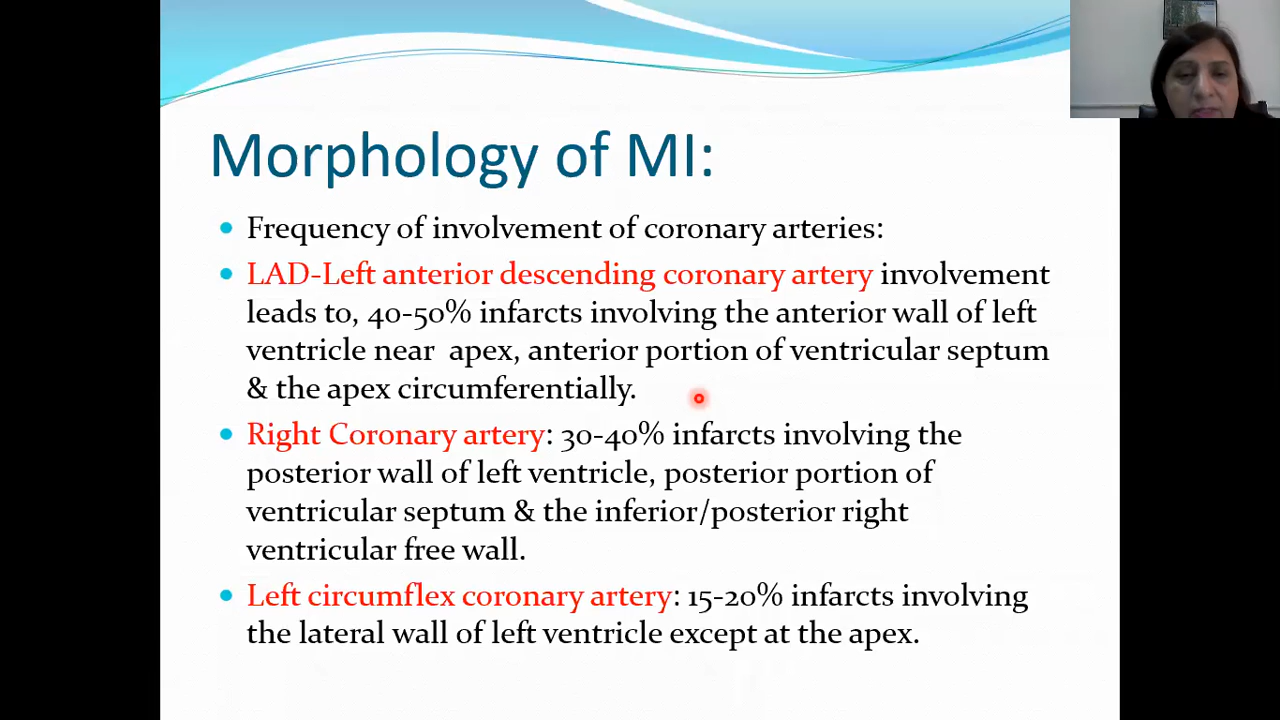 Morphology of MI:
Frequency of involvement of coronary arteries:
LAD-Left anterior descending coronary artery involvement
leads to, 40-50% infarcts involving the anterior wall of left
ventricle near apex, anterior portion of ventricular septum
& the apex circumferentially.
Right Coronary artery: 30-40% infarcts involving the
posterior wall of left ventricle, posterior portion of
ventricular septum & the inferior/posterior right
ventricular free wall.
Left circumflex coronary artery: 15-20% infarcts involving
the lateral wall of left ventricle except at the apex.